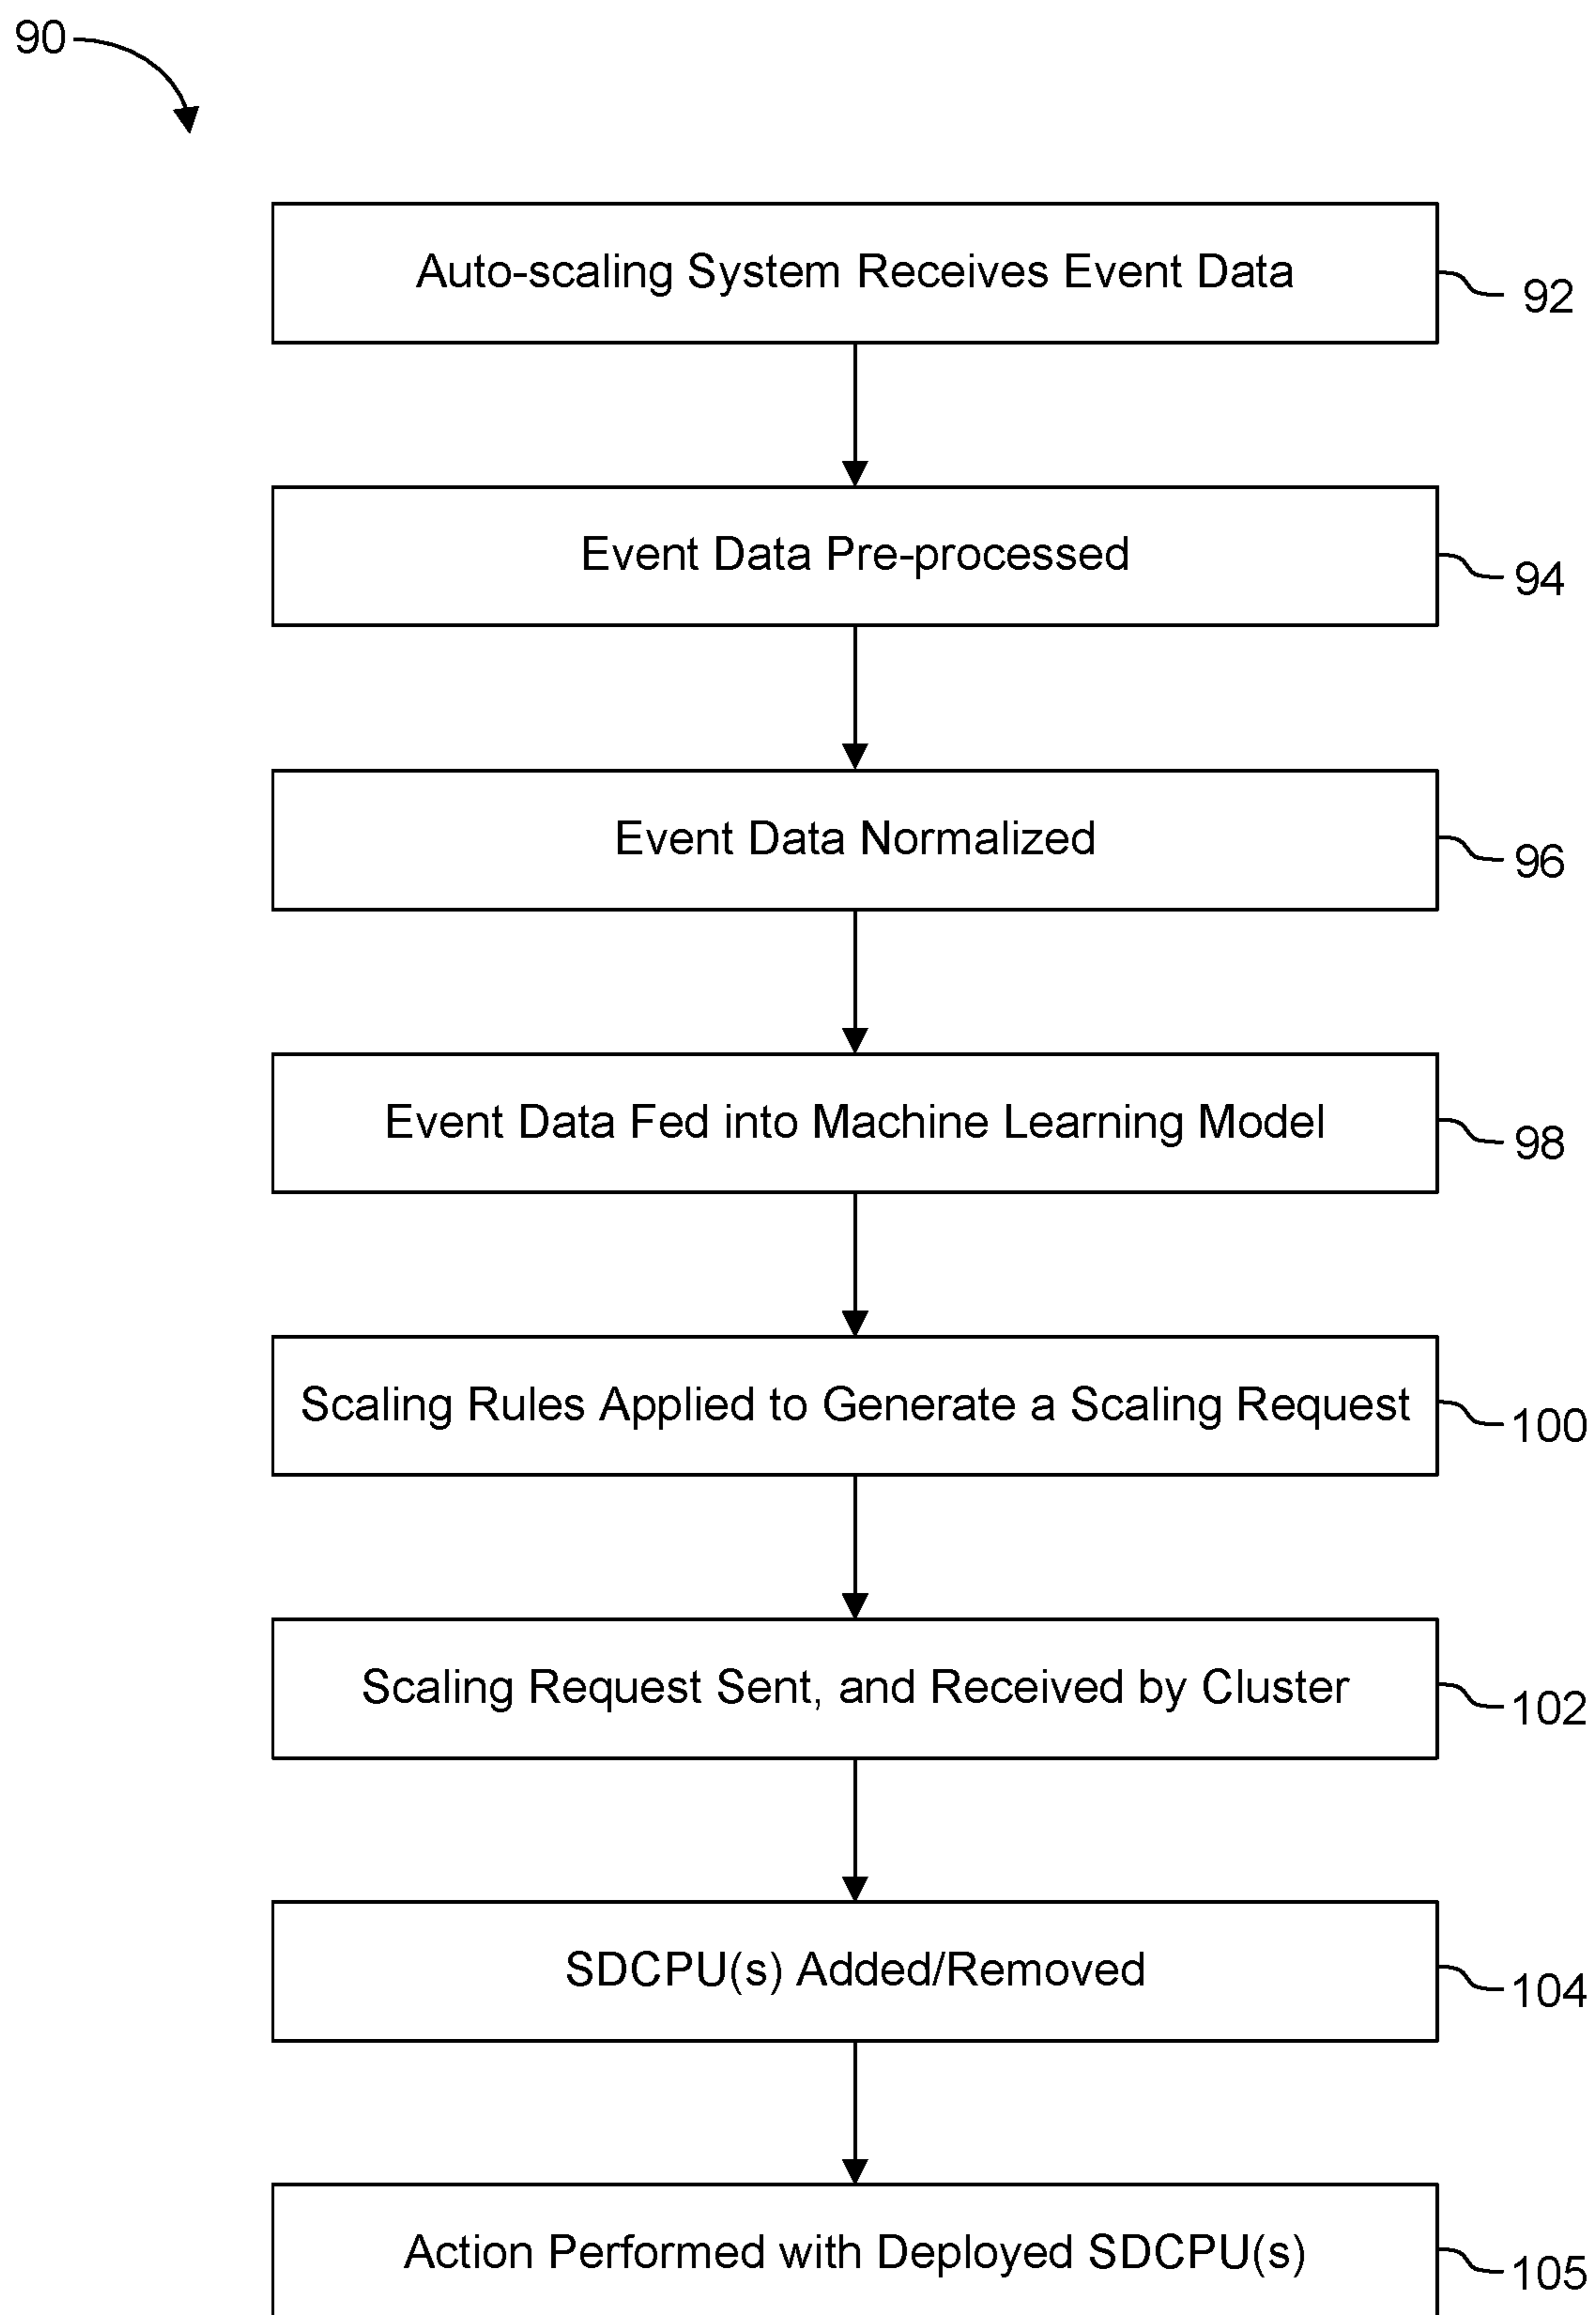 90
Auto-scaling System Receives Event Data
92
Event Data Pre-processed
94
Event Data Normalized
96
Event Data Fed into Machine Learning Model
98
Scaling Rules Applied to Generate a Scaling Request
100
Scaling Request Sent, and Received by Cluster
102
SDCPU(s) Added/Removed
104
Action Performed with Deployed SDCPU(s)
105